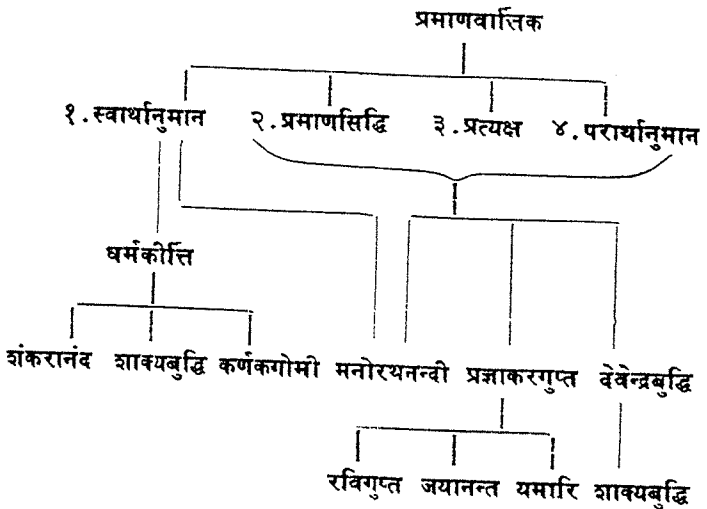 प्रमाणवार्त्तिक
१.स्वार्थानुमान २.प्रमाणसिद्धि ३.प्रत्यक्ष ४.परार्थानुमान
धर्मकीर्त्ति
शंकरानंद शाक्यबुद्धि कर्णकगोमी मनोरथनन्दी प्रज्ञाकरगुप्त देवेन्द्रबुद्धि
रविगुप्त जयानन्त यमारि शाक्यबुद्धि